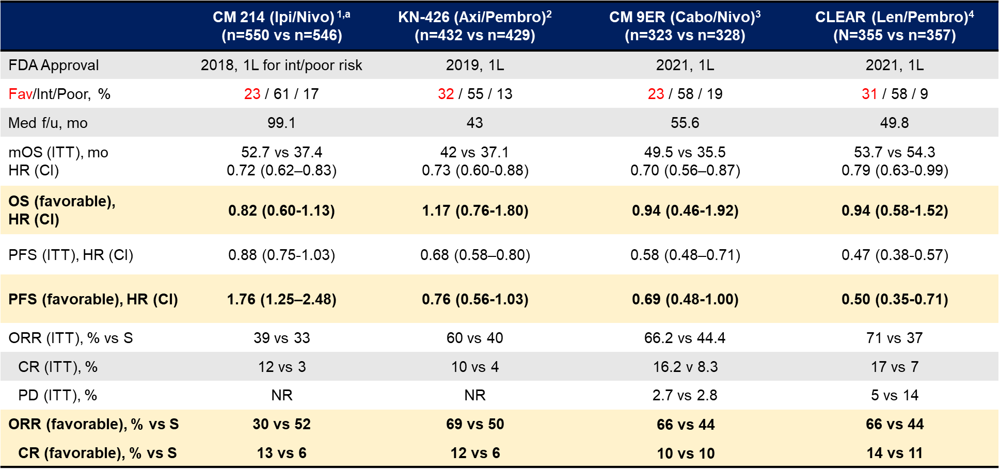 CM 214 (Ipi/Nivo)1,a KN-426 (Axi/Pembro)2 CM 9ER (Cabo/Nivo)3 CLEAR (Len/Pembro)4
(n=550 vs n=546) (n=432 vs n=429) (n=323 vs n=328) (N=355 vs n=357)
FDA Approval 2018, 1L for int/poor risk 2019, 1L 2021, 1L 2021, 1L
Fav/Int/Poor, % 23 / 61 / 17 32 / 55 / 13 23 / 58 / 19 31 / 58 / 9
Med f/u, mo 99.1 43 55.6 49.8
mOS (ITT), mo 52.7 vs 37.4 42 vs 37.1 49.5 vs 35.5 53.7 vs 54.3
HR (CI) 0.72 (0.62–0.83) 0.73 (0.60-0.88) 0.70 (0.56–0.87) 0.79 (0.63-0.99)
OS (favorable),
HR (CI) 0.82 (0.60-1.13) 1.17 (0.76-1.80) 0.94 (0.46-1.92) 0.94 (0.58-1.52)
PFS (ITT), HR (CI) 0.88 (0.75-1.03) 0.68 (0.58–0.80) 0.58 (0.48–0.71) 0.47 (0.38-0.57)
PFS (favorable), HR (CI) 1.76 (1.25–2.48) 0.76 (0.56-1.03) 0.69 (0.48-1.00) 0.50 (0.35-0.71)
ORR (ITT), % vs S 39 vs 33 60 vs 40 66.2 vs 44.4 71 vs 37
CR (ITT), % 12 vs 3 10 vs 4 16.2 v 8.3 17 vs 7
PD (ITT), % NR NR 2.7 vs 2.8 5 vs 14
ORR (favorable), % vs S 30 vs 52 69 vs 50 66 vs 44 66 vs 44
CR (favorable), % vs S 13 vs 6 12 vs 6 10 vs 10 14 vs 11